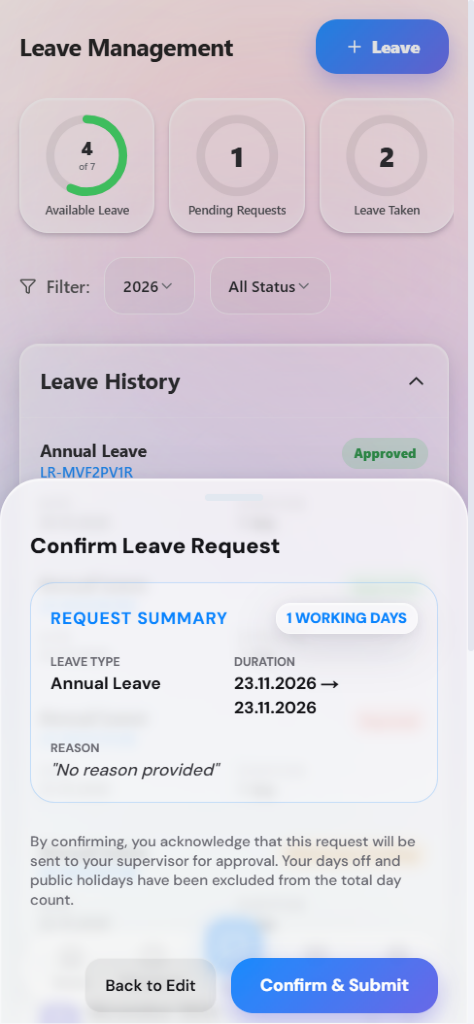 Leave Management
+ Leave
4
of 7
Available Leave
1
Pending Requests
2
Leave Taken
Filter:
2026
All Status
Leave History
Annual Leave
Approved
LR-MVF2PV1R
Confirm Leave Request
REQUEST SUMMARY
1 WORKING DAYS
LEAVE TYPE
Annual Leave
DURATION
23.11.2026 →
23.11.2026
REASON
"No reason provided"
By confirming, you acknowledge that this request will be
sent to your supervisor for approval. Your days off and
public holidays have been excluded from the total day
count.
Back to Edit
Confirm & Submit